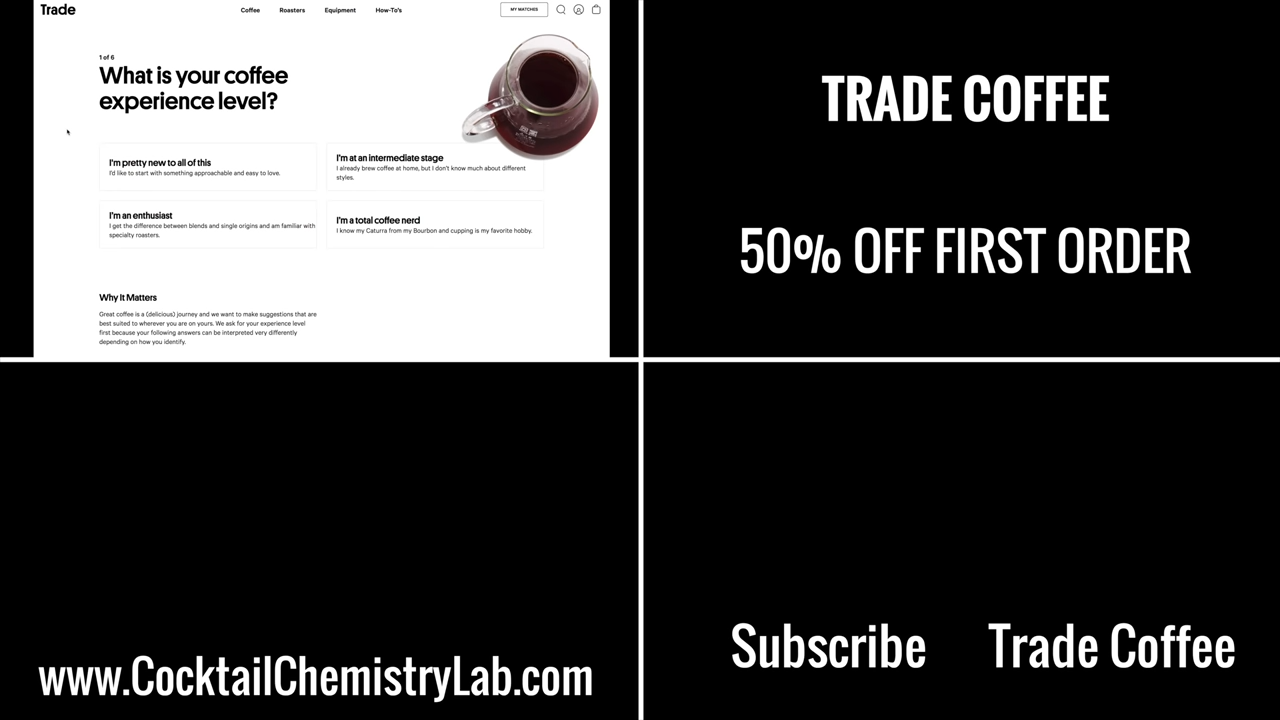 Trade
Coffee Roasters Equipment How-To's
MY MATCHES
1 of 6
What is your coffee
experience level?
I'm pretty new to all of this
I'd like to start with something approachable and easy to love.
I'm at an intermediate stage
I already brew coffee at home, but I don't know much about different
styles.
I'm an enthusiast
I get the difference between blends and single origins and am familiar with
specialty roasters.
I'm a total coffee nerd
I know my Caturra from my Bourbon and cupping is my favorite hobby.
Why It Matters
Great coffee is a (delicious) journey and we want to make suggestions that are
best suited to wherever you are on yours. We ask for your experience level
first because your following answers can be interpreted very differently
depending on how you identify.
TRADE COFFEE
50% OFF FIRST ORDER
www.CocktailChemistryLab.com
Subscribe Trade Coffee